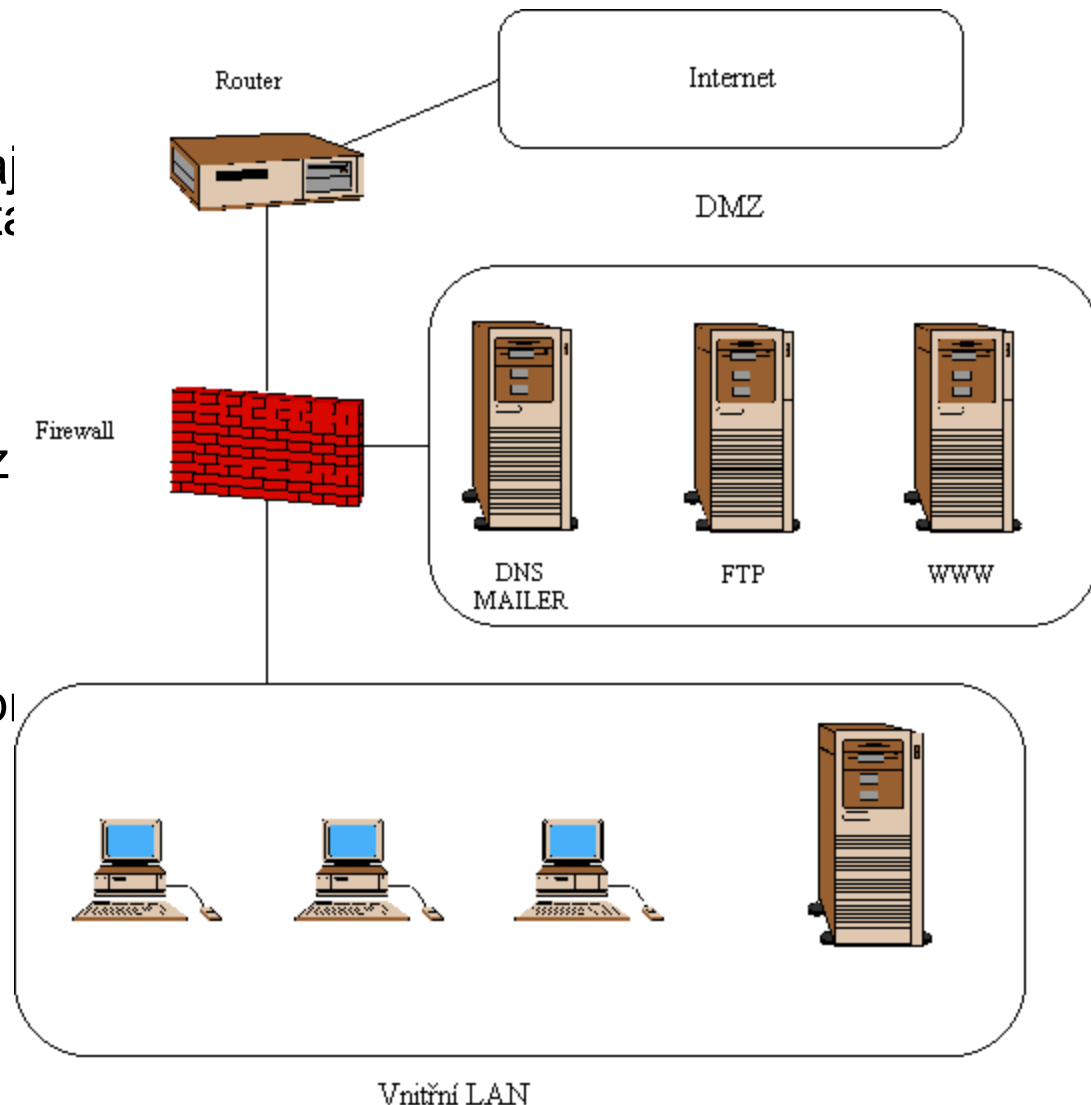 Router
Internet
DMZ
Firewall
DNS
MAILER
FTP
WWW
Vnitřní LAN